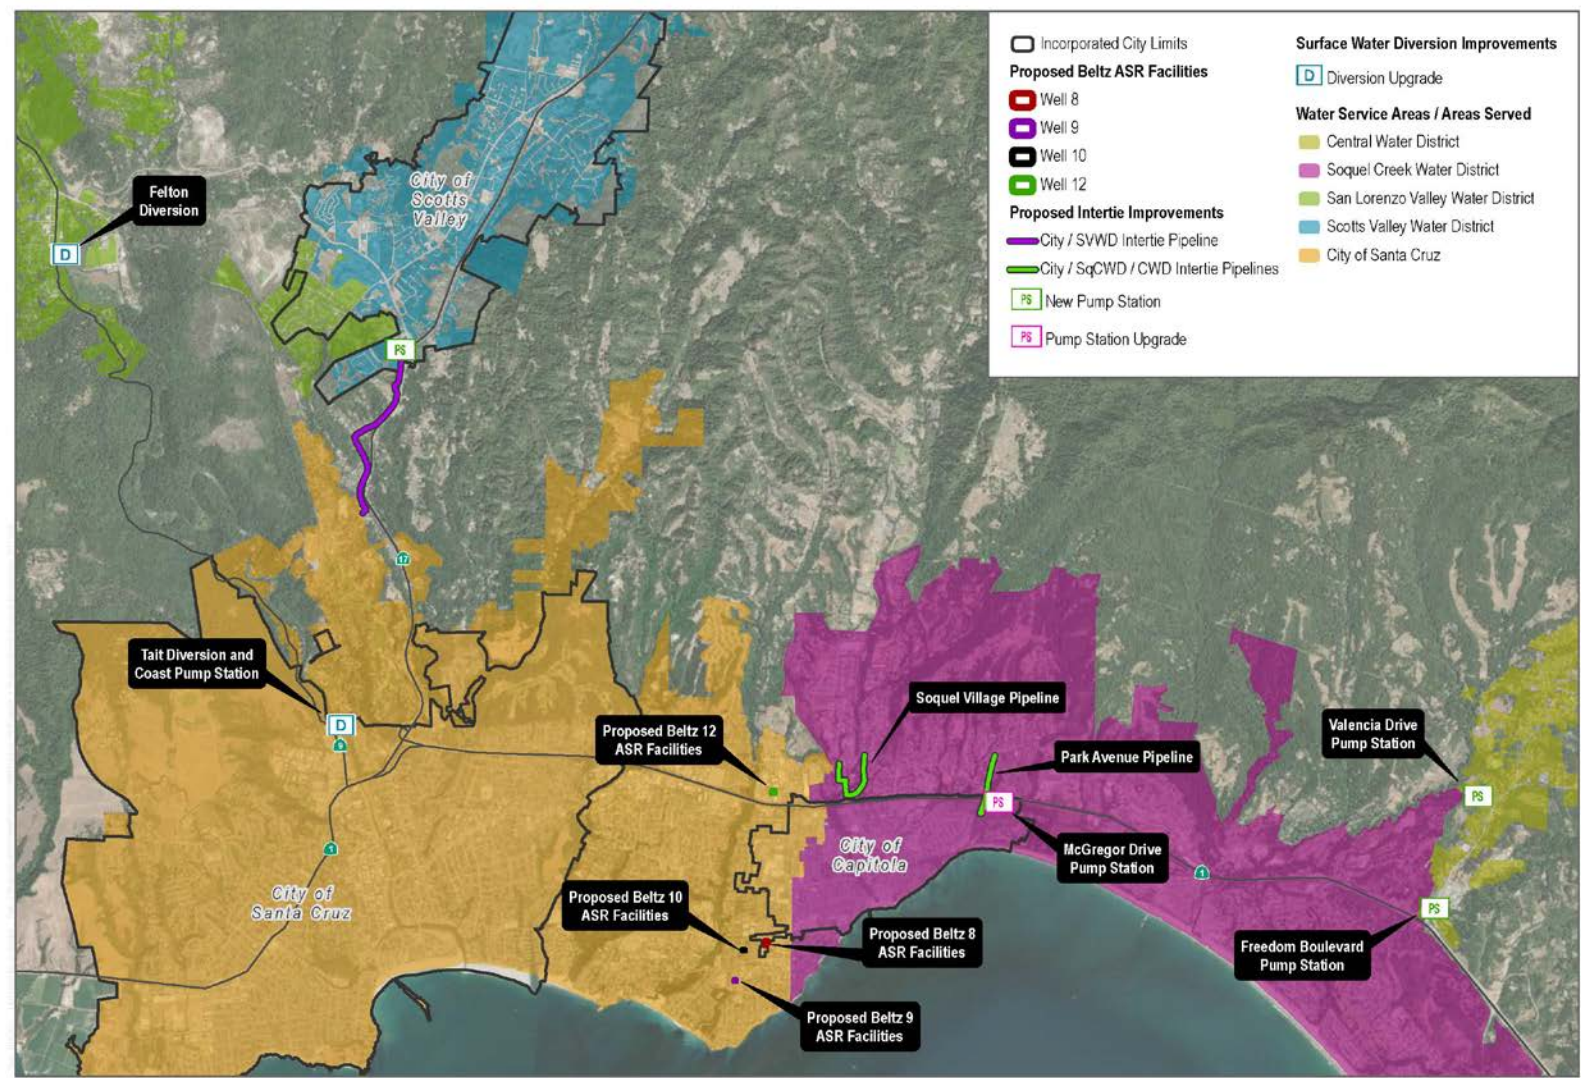 Incorporated City Limits
Proposed Beltz ASR Facilities
Well 8
Well 9
Well 10
Well 12
Proposed Intertie Improvements
City / SVWD Intertie Pipeline
City / SqCWD / CWD Intertie Pipelines
PS New Pump Station
PS Pump Station Upgrade
Surface Water Diversion Improvements
D Diversion Upgrade
Water Service Areas / Areas Served
Central Water District
Soquel Creek Water District
San Lorenzo Valley Water District
Scotts Valley Water District
City of Santa Cruz
Felton
Diversion
D
City of
Scotts
Valley
PS
17
Tait Diversion and
Coast Pump Station
D
9
Proposed Beltz 12
ASR Facilities
Soquel Village Pipeline
Park Avenue Pipeline
PS
Valencia Drive
Pump Station
PS
McGregor Drive
Pump Station
City of
Capitola
1
1
City of
Santa Cruz
Proposed Beltz 10
ASR Facilities
Proposed Beltz 8
ASR Facilities
Freedom Boulevard
Pump Station
PS
Proposed Beltz 9
ASR Facilities